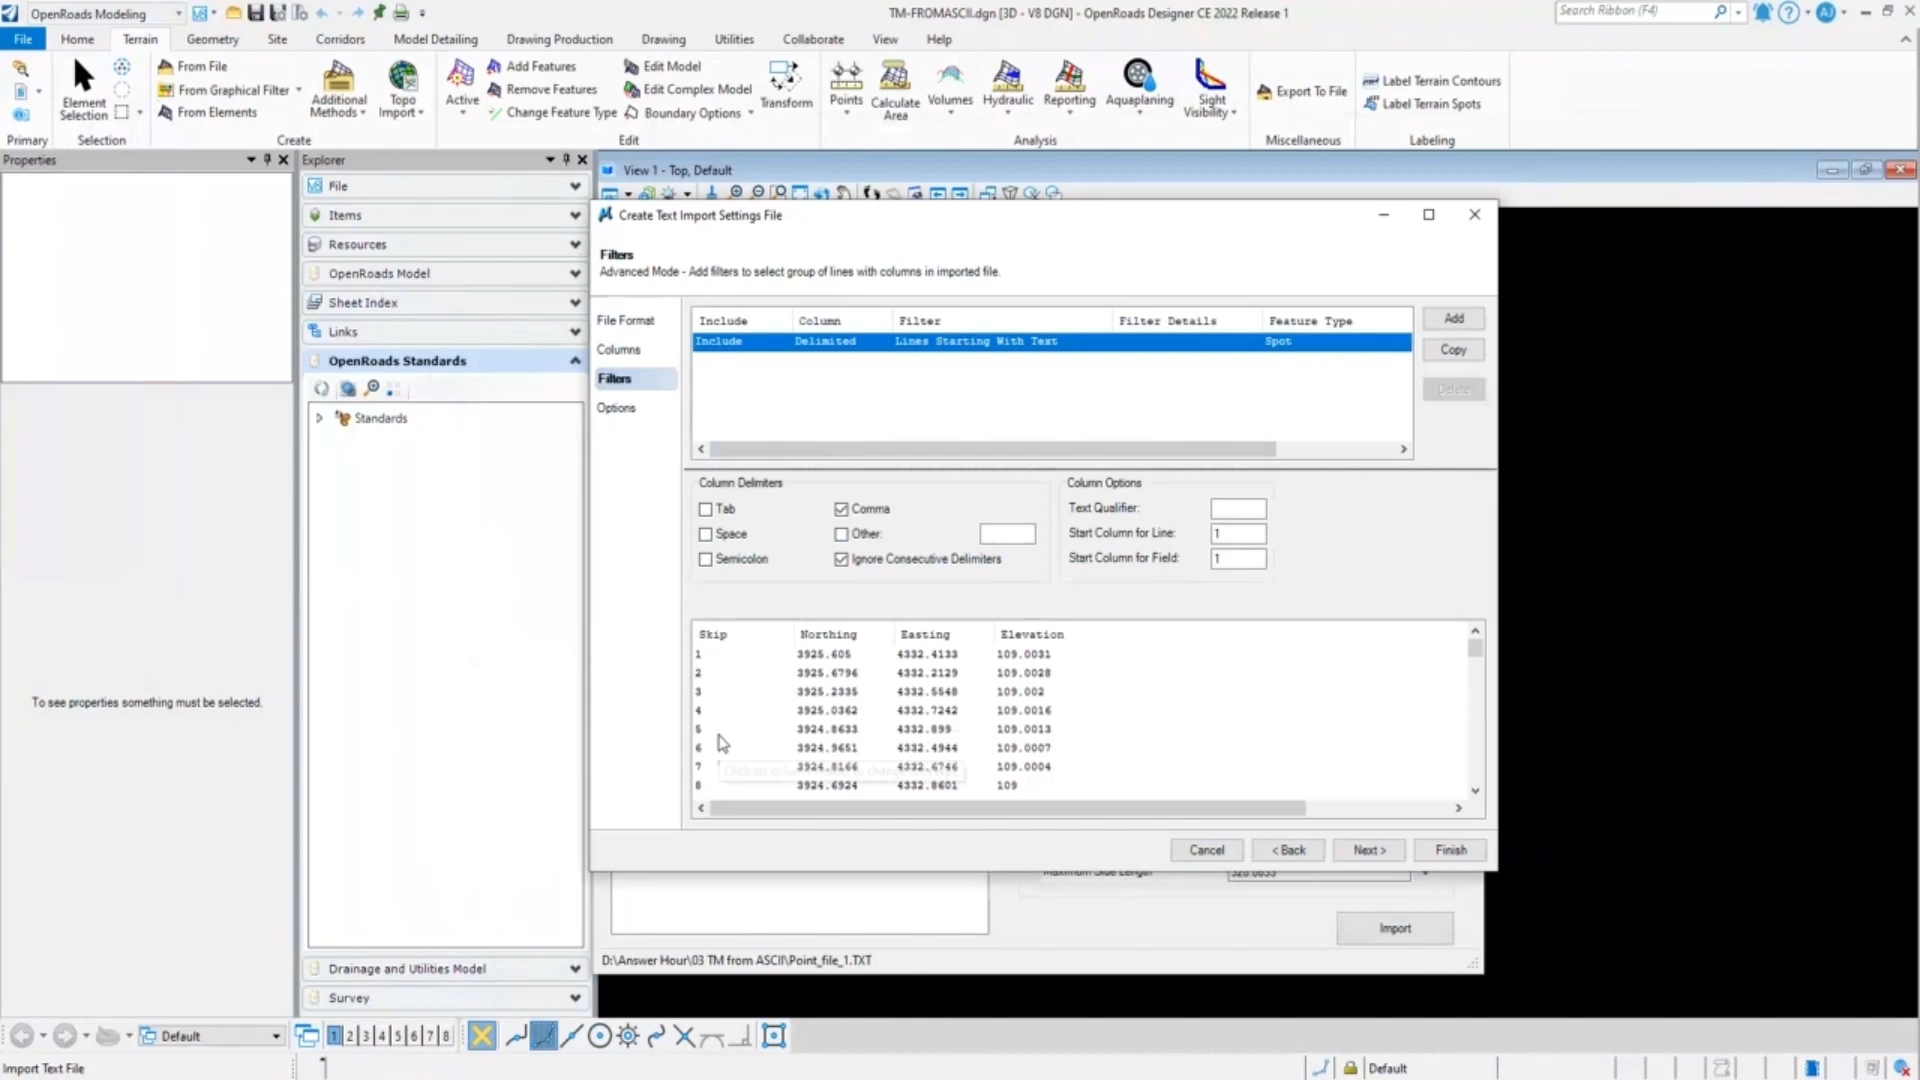 OpenRoads Modeling
TM-FROMASCII.dgn [3D - V8 DGN] - OpenRoads Designer CE 2022 Release 1
Search Ribbon (F4)
AJ
File Home Terrain Geometry Site Corridors Model Detailing Drawing Production Drawing Utilities Collaborate View Help
Element Selection
From File
From Graphical Filter
From Elements
Additional Methods
Topo Import
Active
Add Features
Remove Features
Change Feature Type
Edit Model
Edit Complex Model
Boundary Options
Transform
Points
Calculate Area
Volumes
Hydraulic
Reporting
Aquaplaning
Sight Visibility
Export To File
Label Terrain Contours
Label Terrain Spots
Primary Selection Create Edit Analysis Miscellaneous Labeling
Properties
To see properties something must be selected.
Explorer
File
Items
Resources
OpenRoads Model
Sheet Index
Links
OpenRoads Standards
Standards
Drainage and Utilities Model
Survey
View 1 - Top, Default
Create Text Import Settings File
Filters
Advanced Mode - Add filters to select group of lines with columns in imported file.
File Format
Columns
Filters
Options
Include Column Filter Filter Details Feature Type
Include Delimited Lines Starting With Text Spot
Add
Copy
Delete
Column Delimiters
Tab
Space
Semicolon
Comma
Other:
Ignore Consecutive Delimiters
Column Options
Text Qualifier:
Start Column for Line: 1
Start Column for Field: 1
Skip Northing Easting Elevation
1 3925.605 4332.4133 109.0031
2 3925.6796 4332.2129 109.0028
3 3925.2335 4332.5548 109.002
4 3925.0362 4332.7242 109.0016
5 3924.8633 4332.899 109.0013
6 3924.9651 4332.4944 109.0007
7 3924.8166 4332.6746 109.0004
8 3924.6924 4332.8601 109
Cancel < Back Next > Finish
Maximum Side Length
Import
D:\Answer Hour\03 TM from ASCII\Point_file_1.TXT
Default
1 2 3 4 5 6 7 8
Import Text File
Default